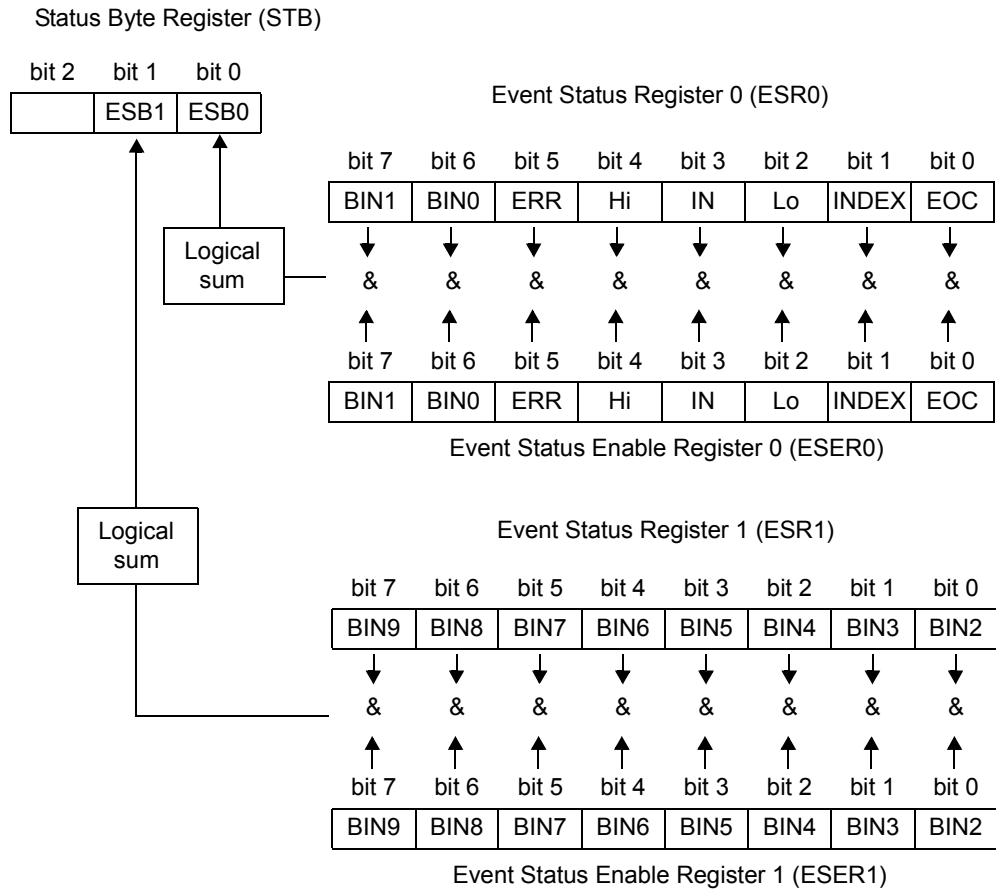 Status Byte Register (STB)
bit 2 bit 1 bit 0
ESB1 ESB0
Event Status Register 0 (ESR0)
bit 7 bit 6 bit 5 bit 4 bit 3 bit 2 bit 1 bit 0
BIN1 BIN0 ERR Hi IN Lo INDEX EOC
Logical
sum
& & & & & & & &
bit 7 bit 6 bit 5 bit 4 bit 3 bit 2 bit 1 bit 0
BIN1 BIN0 ERR Hi IN Lo INDEX EOC
Event Status Enable Register 0 (ESER0)
Logical
sum
Event Status Register 1 (ESR1)
bit 7 bit 6 bit 5 bit 4 bit 3 bit 2 bit 1 bit 0
BIN9 BIN8 BIN7 BIN6 BIN5 BIN4 BIN3 BIN2
& & & & & & & &
bit 7 bit 6 bit 5 bit 4 bit 3 bit 2 bit 1 bit 0
BIN9 BIN8 BIN7 BIN6 BIN5 BIN4 BIN3 BIN2
Event Status Enable Register 1 (ESER1)